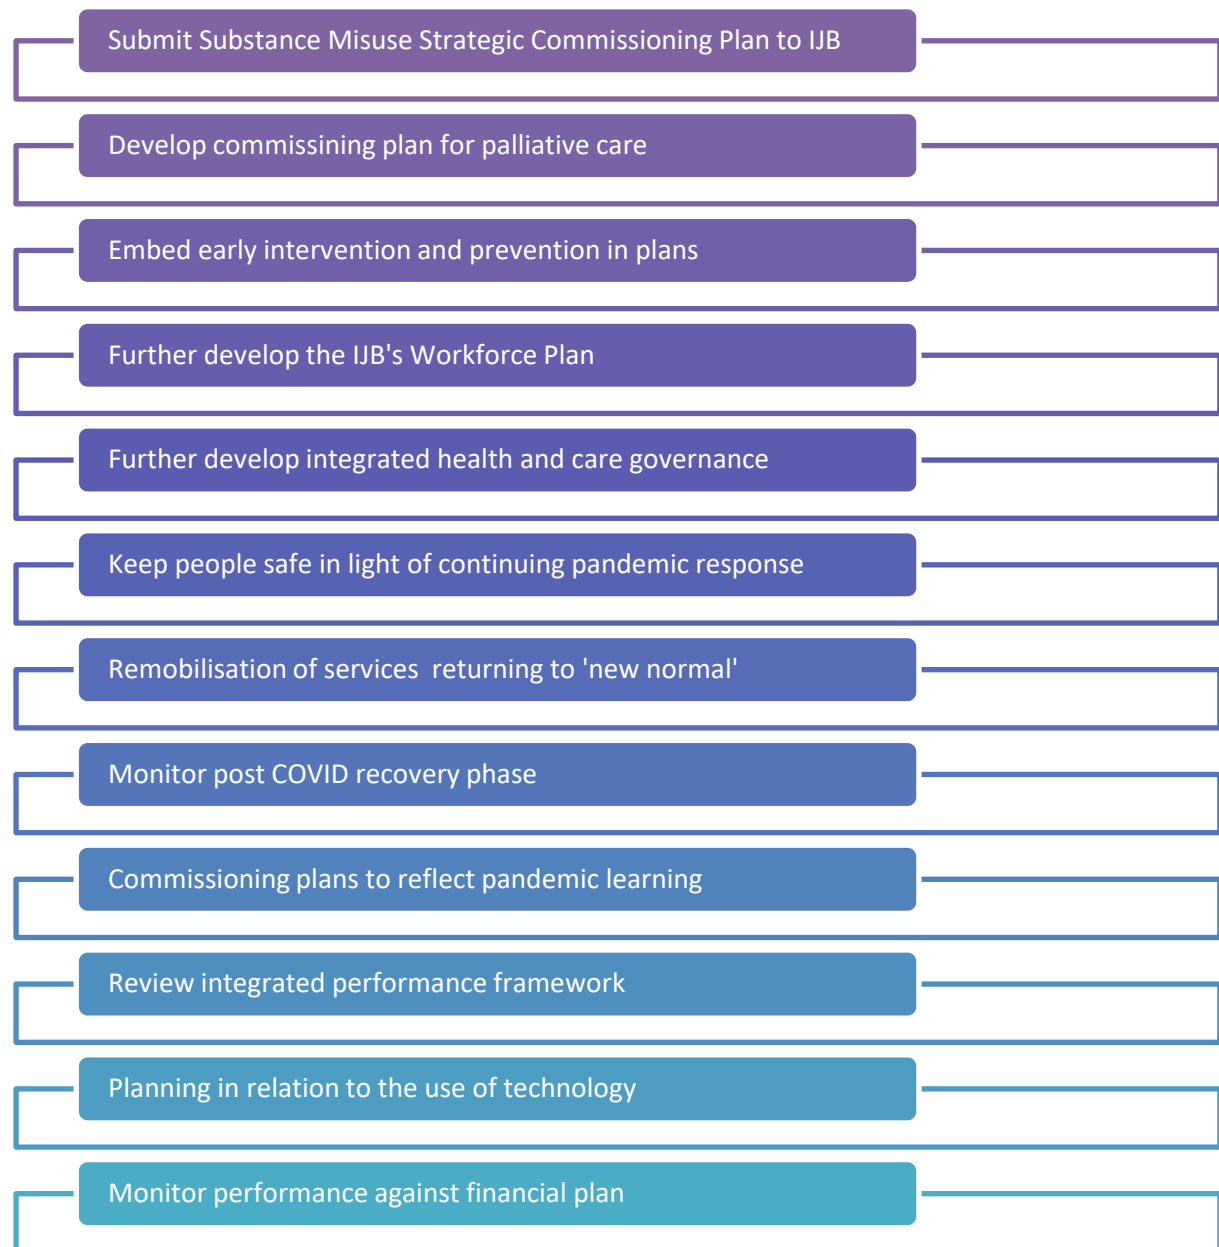 Submit Substance Misuse Strategic Commissioning Plan to IJB
Develop commissining plan for palliative care
Embed early intervention and prevention in plans
Further develop the IJB's Workforce Plan
Further develop integrated health and care governance
Keep people safe in light of continuing pandemic response
Remobilisation of services  returning to 'new normal'
Monitor post COVID recovery phase
Commissioning plans to reflect pandemic learning
Review integrated performance framework
Planning in relation to the use of technology
Monitor performance against financial plan